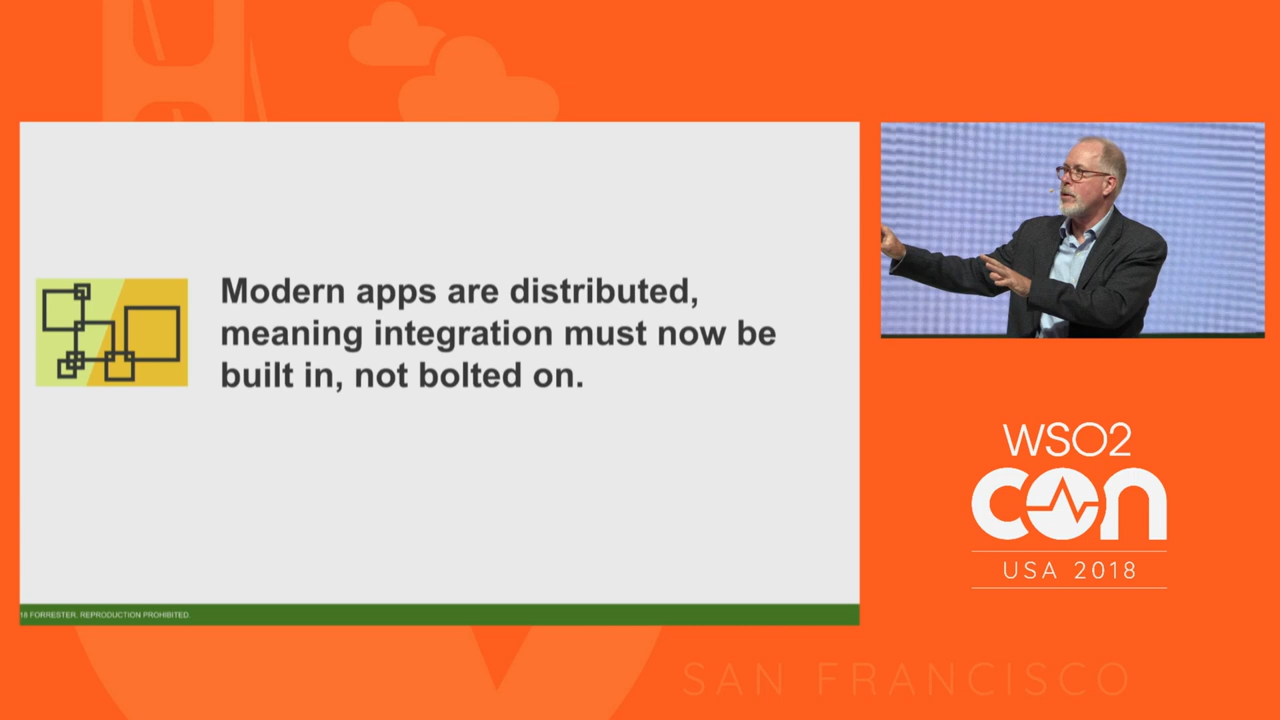 Modern apps are distributed,
meaning integration must now be
built in, not bolted on.
18 FORRESTER. REPRODUCTION PROHIBITED.
WSO2
CON
USA 2018
SAN FRANCISCO